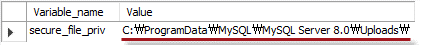 Variable_name Value
secure_file_priv C:₩ProgramData₩MySQL₩MySQL Server 8.0₩Uploads₩